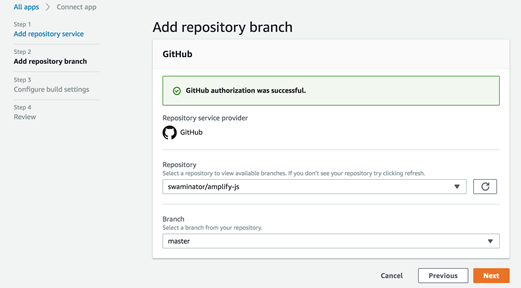 All apps > Connect app
Step 1
Add repository service
Step 2
Add repository branch
Step 3
Configure build settings
Step 4
Review
Add repository branch
GitHub
GitHub authorization was successful.
Repository service provider
GitHub
Repository
Select a repository to view available branches. If you don't see your repository try clicking refresh.
swaminator/amplify-js
Branch
Select a branch from your repository.
master
Cancel Previous Next